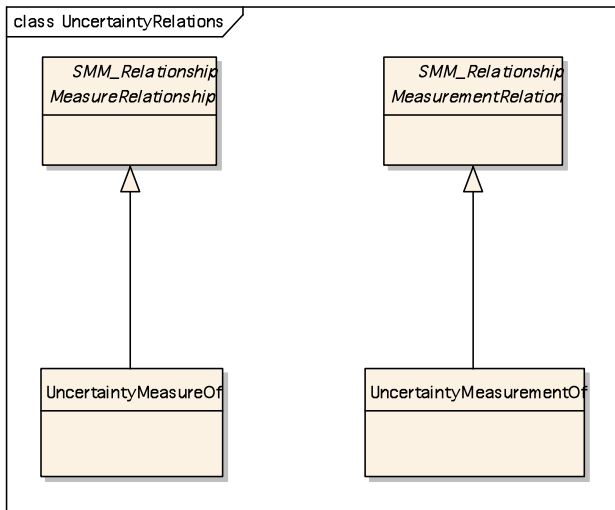 class UncertaintyRelations
SMM_Relationship
MeasureRelationship
SMM_Relationship
MeasurementRelation
UncertaintyMeasureOf
UncertaintyMeasurementOf